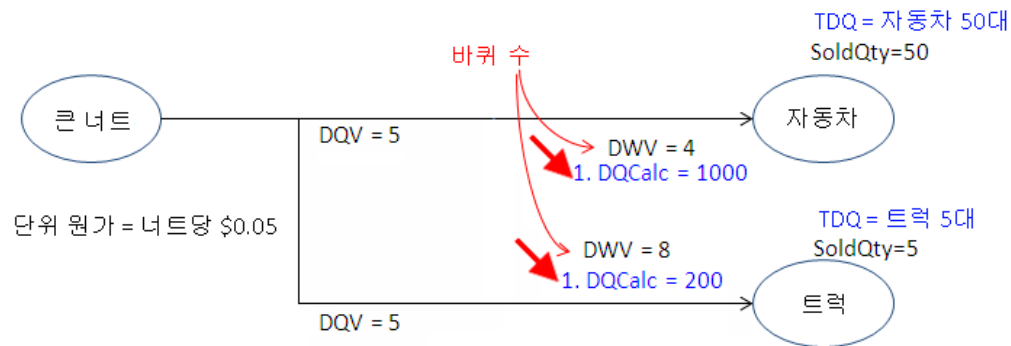 TDQ = 자동차 50대
SoldQty=50
바퀴 수
큰 너트
자동차
DQV = 5
DWV = 4
1. DQCalc = 1000
단위 원가 = 너트당 $0.05
TDQ = 트럭 5대
SoldQty=5
DWV = 8
1. DQCalc = 200
트럭
DQV = 5